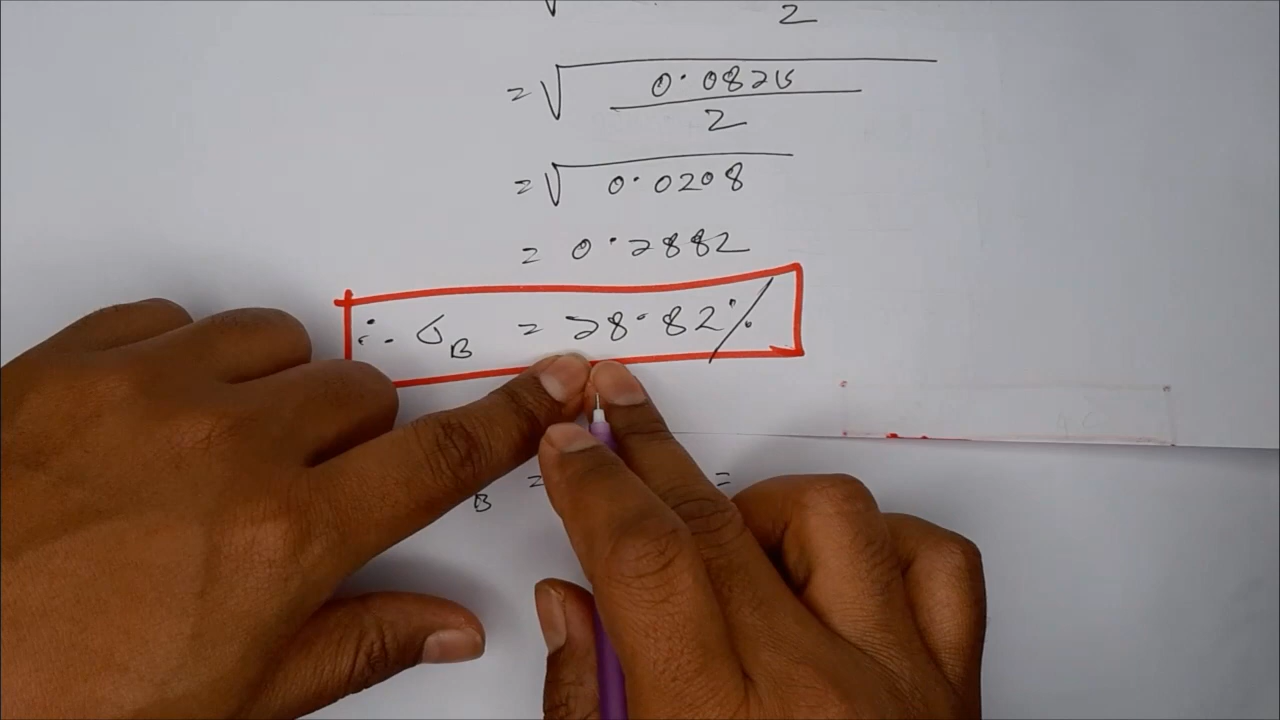 √ 2
= √ 0.0826 / 2
= √ 0.0208
= 0.2882
∴ σB = 28.82%
B = =